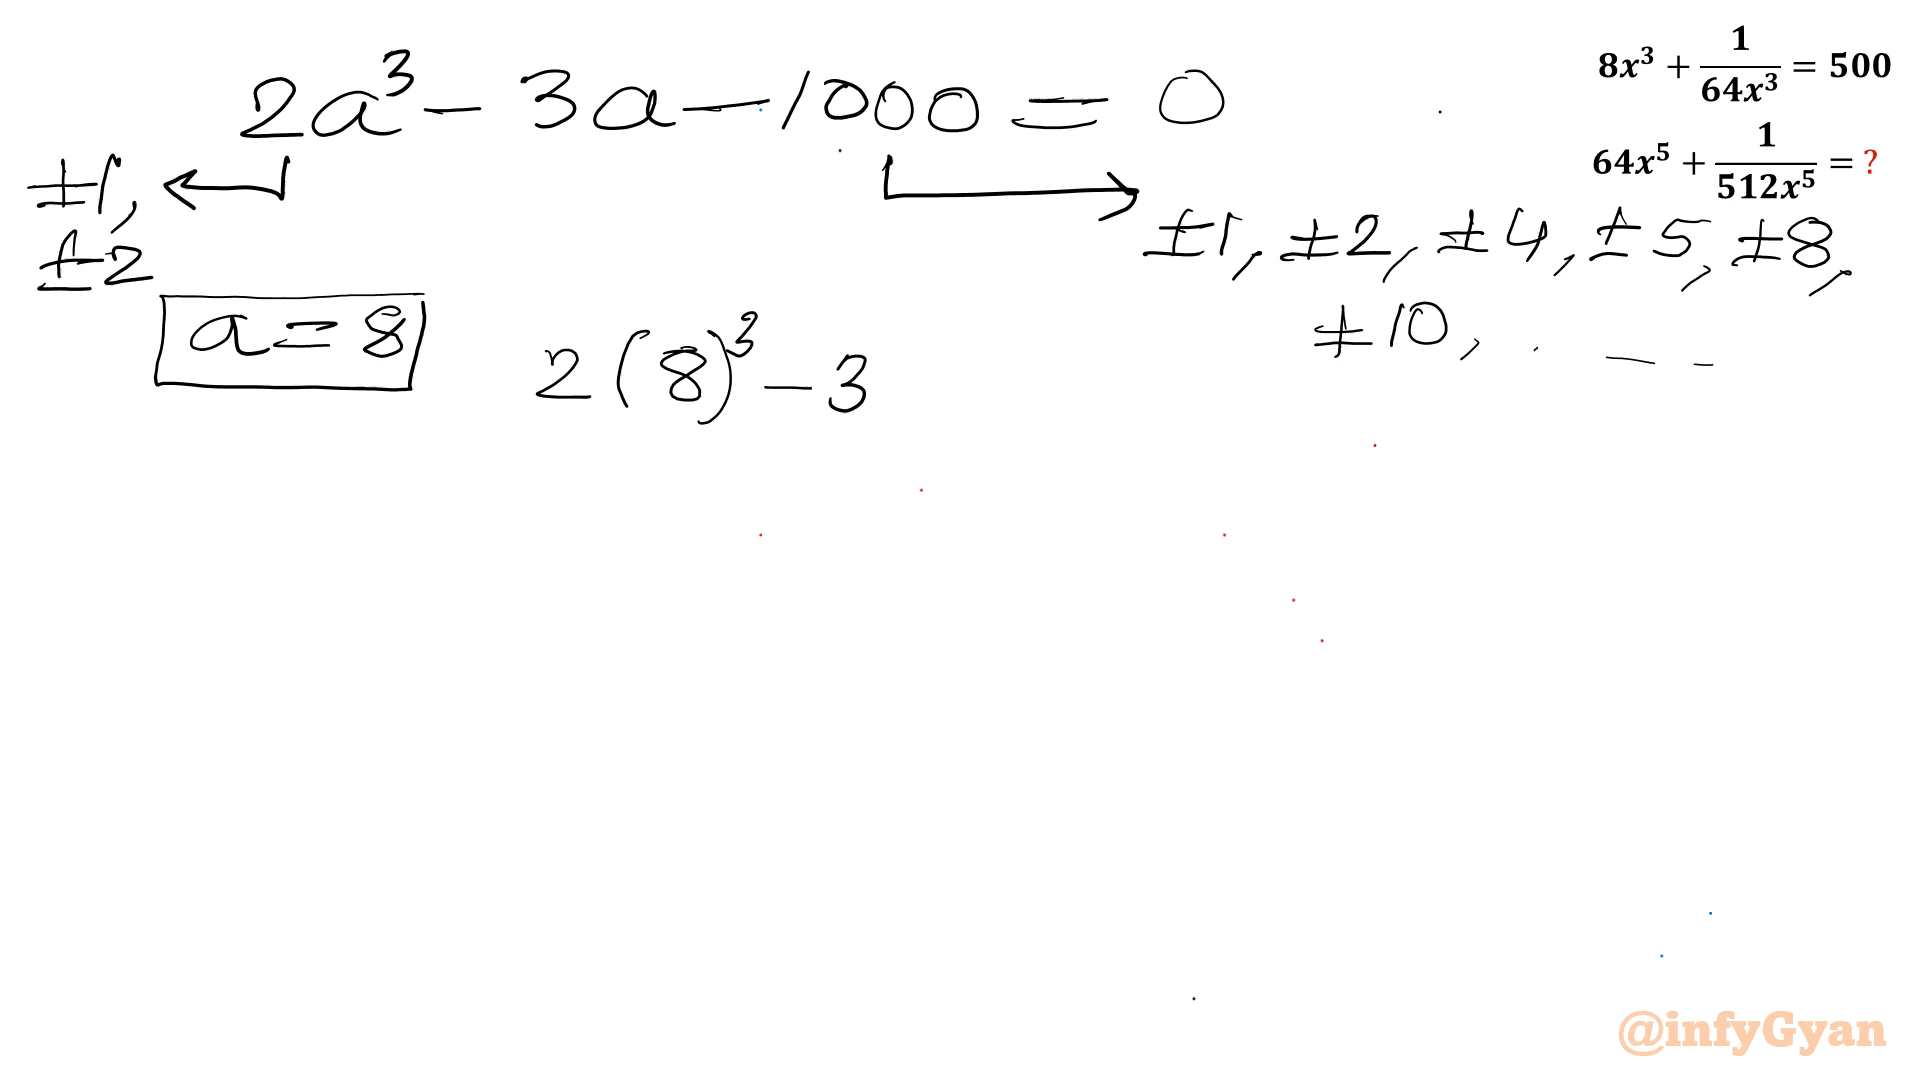 2a³ - 3a - 1000 = 0
8x³ + 1/64x³ = 500
64x⁵ + 1/512x⁵ = ?
±1,
±2
±1, ±2, ±4, ±5, ±8,
±10, . — -
a = 8
2(8)³ - 3
@infyGyan